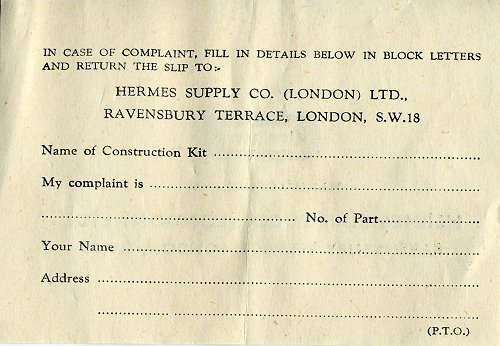 IN CASE OF COMPLAINT, FILL IN DETAILS BELOW IN BLOCK LETTERS
AND RETURN THE SLIP TO:-
HERMES SUPPLY CO. (LONDON) LTD.,
RAVENSBURY TERRACE, LONDON, S.W.18
Name of Construction Kit
My complaint is
No. of Part
Your Name
Address
(P.T.O.)